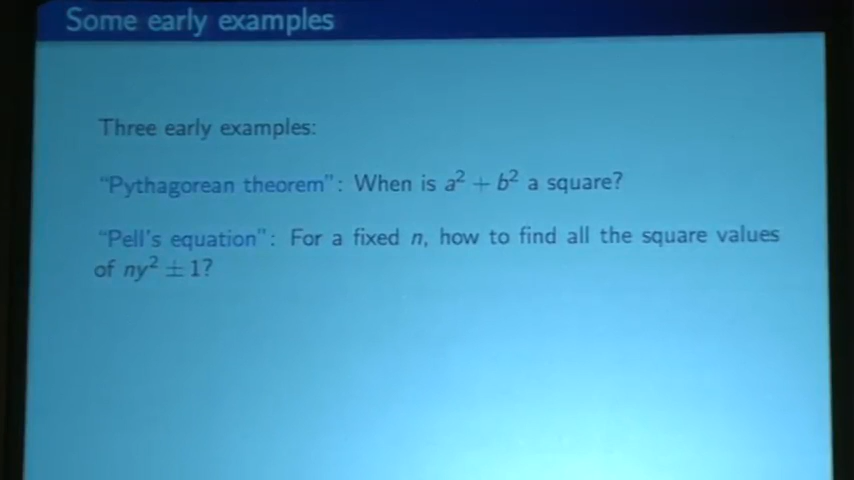 Some early examples
Three early examples:
“Pythagorean theorem”: When is a² + b² a square?
“Pell's equation”: For a fixed n, how to find all the square values
of ny² ± 1?